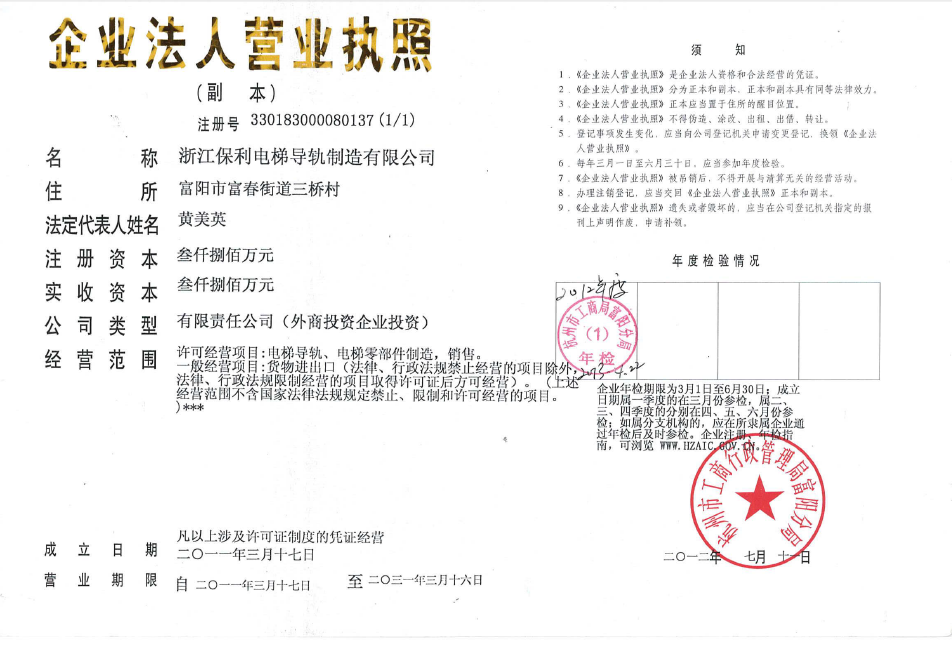 企业法人营业执照
（副 本）
注册号 330183000080137 (1/1)
名 称 浙江保利电梯导轨制造有限公司
住 所 富阳市富春街道三桥村
法定代表人姓名 黄美英
注册资本 叁仟捌佰万元
实收资本 叁仟捌佰万元
公司类型 有限责任公司（外商投资企业投资）
经营范围 许可经营项目：电梯导轨、电梯零部件制造，销售。
一般经营项目：货物进出口（法律、行政法规禁止经营的项目除外，
法律、行政法规限制经营的项目取得许可证后方可经营）。（上述
经营范围不含国家法律法规规定禁止、限制和许可经营的项目。
）***
凡以上涉及许可证制度的凭证经营
成立日期 二〇一一年三月十七日
营业期限 自 二〇一一年三月十七日 至 二〇三一年三月十六日
须 知
1．《企业法人营业执照》是企业法人资格和合法经营的凭证。
2．《企业法人营业执照》分为正本和副本，正本和副本具有同等法律效力。
3．《企业法人营业执照》正本应当置于住所的醒目位置。
4．《企业法人营业执照》不得伪造、涂改、出租、出借、转让。
5．登记事项发生变化，应当向公司登记机关申请变更登记，换领《企业法
人营业执照》。
6．每年三月一日至六月三十日，应当参加年度检验。
7．《企业法人营业执照》被吊销后，不得开展与清算无关的经营活动。
8．办理注销登记，应当交回《企业法人营业执照》正本和副本。
9．《企业法人营业执照》遗失或者毁坏的，应当在公司登记机关指定的报
刊上声明作废，申请补领。
年度检验情况
2012年度
杭州市工商局富阳分局
(1)
年检
2013.4.22
企业年检期限为3月1日至6月30日；成立
日期属一季度的在三月份参检，属二、
三、四季度的分别在四、五、六月份参
检；如属分支机构的，应在所隶属企业通
过年检后及时参检。企业注册、年检指
南，可浏览 WWW.HZAIC.GOV.CN。
杭州市工商行政管理局富阳分局
二〇一二年 七月 十一日